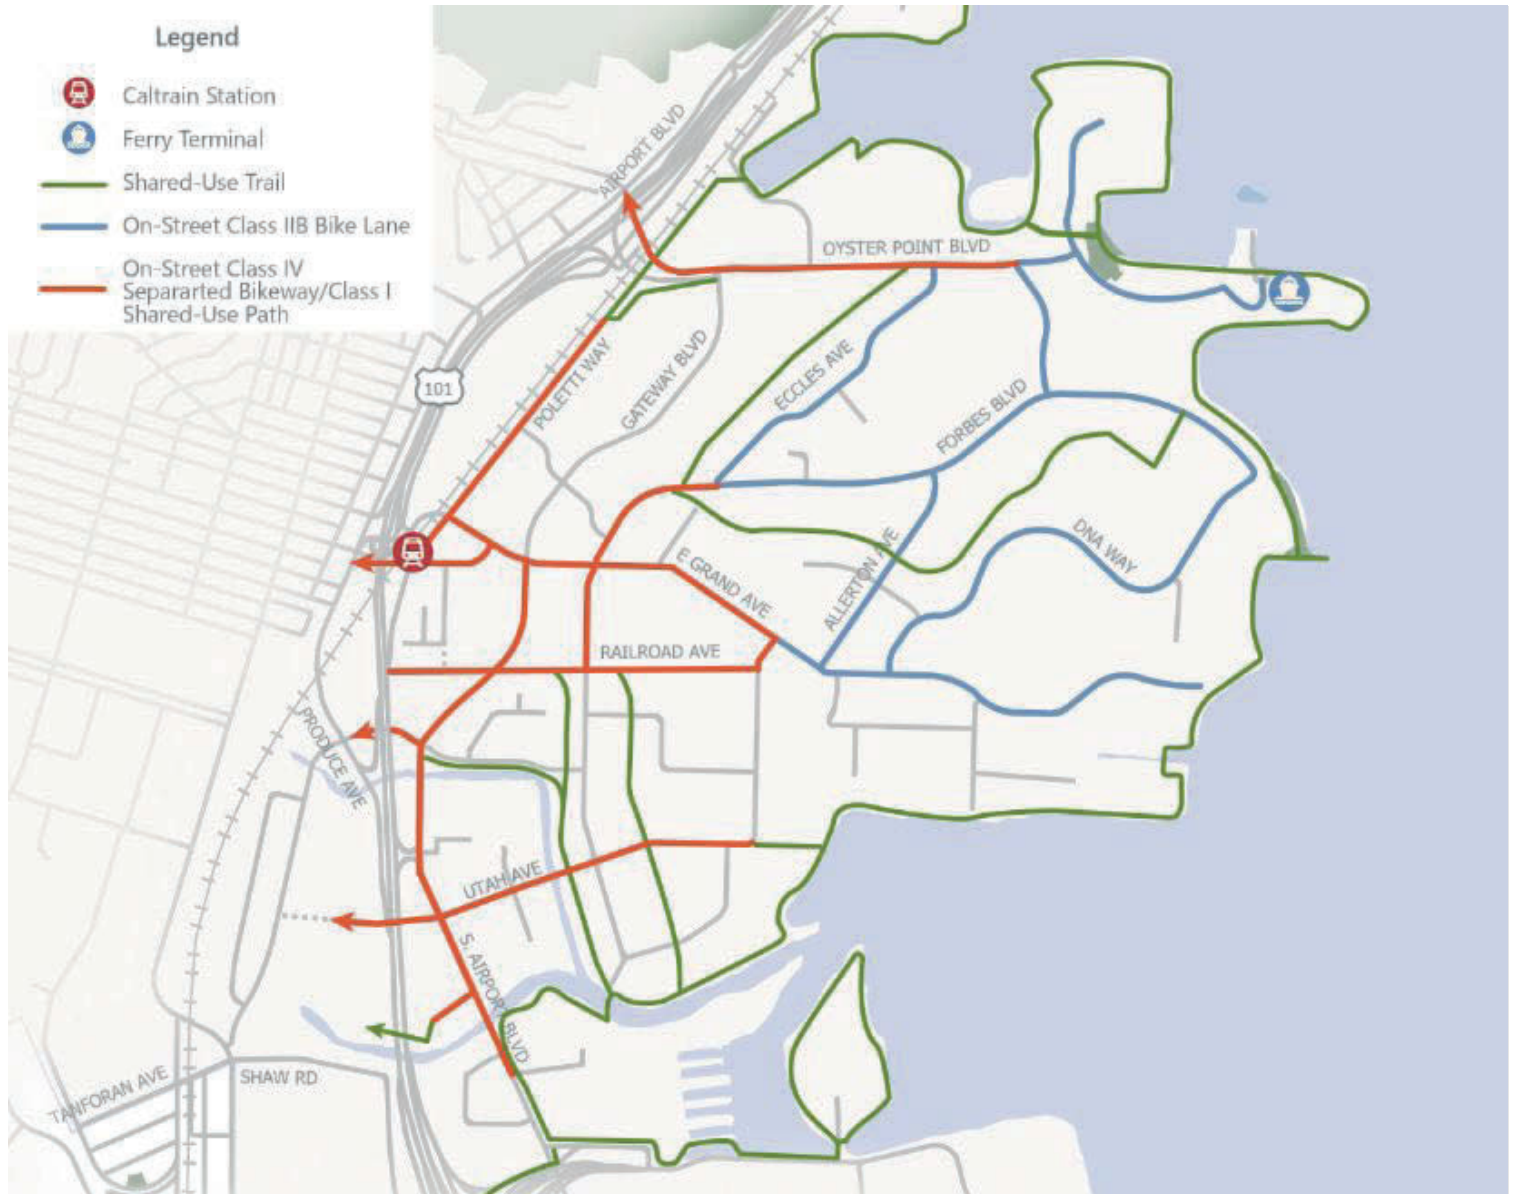 Legend
Caltrain Station
Ferry Terminal
Shared-Use Trail
On-Street Class IIB Bike Lane
On-Street Class IV
Separarted Bikeway/Class I
Shared-Use Path
AIRPORT BLVD
OYSTER POINT BLVD
101
POLETTI WAY
GATEWAY BLVD
ECCLES AVE
FORBES BLVD
DNA WAY
E GRAND AVE
ALLERTON AVE
RAILROAD AVE
PRODUCE AVE
UTAH AVE
S. AIRPORT BLVD
TANFORAN AVE
SHAW RD